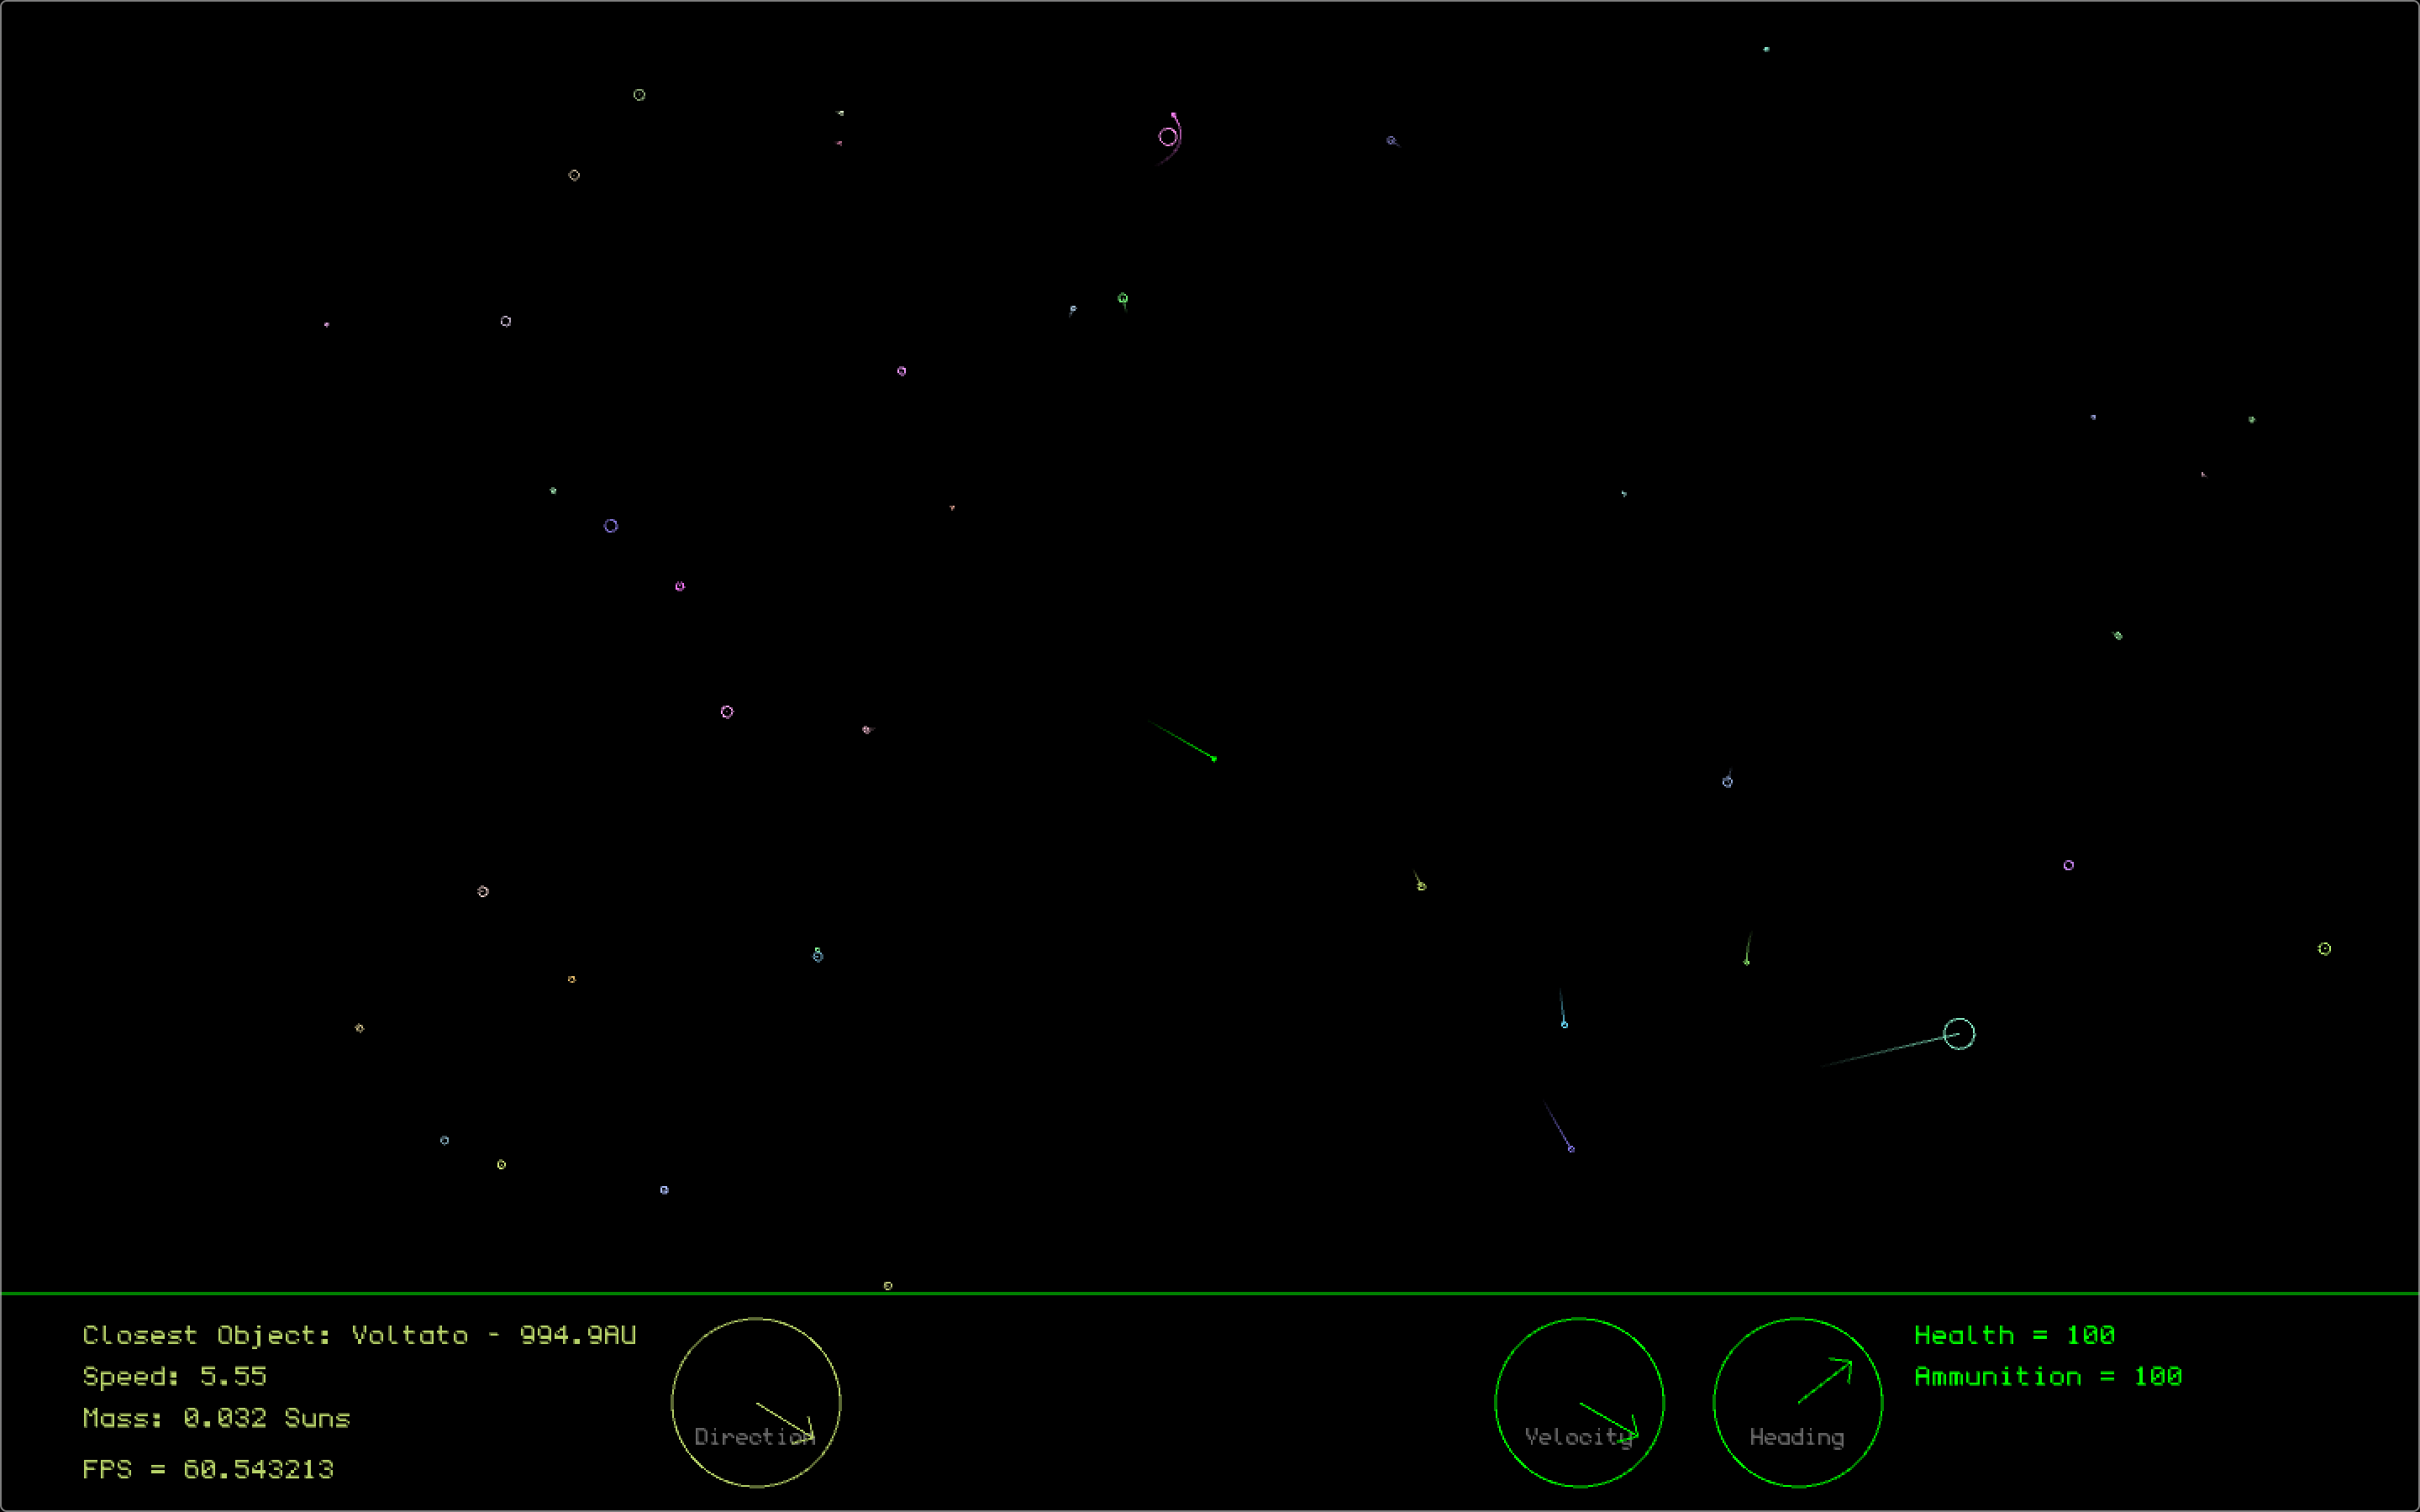 Closest Object: Voltato - 994.9AU
Speed: 5.55
Mass: 0.032 Suns
FPS = 60.543213
Direction
Velocity
Heading
Health = 100
Ammunition = 100